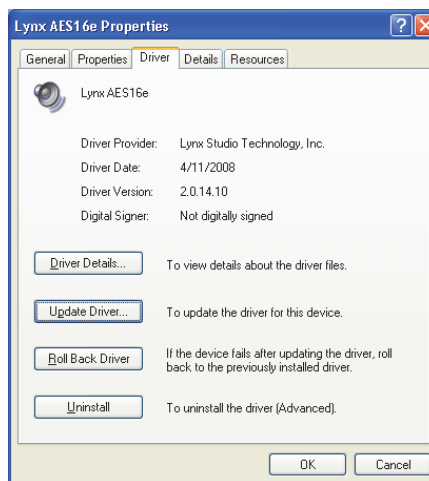 Lynx AES16e Properties
General Properties Driver Details Resources
Lynx AES16e
Driver Provider: Lynx Studio Technology, Inc.
Driver Date: 4/11/2008
Driver Version: 2.0.14.10
Digital Signer: Not digitally signed
Driver Details... To view details about the driver files.
Update Driver... To update the driver for this device.
Roll Back Driver If the device fails after updating the driver, roll
back to the previously installed driver.
Uninstall To uninstall the driver (Advanced).
OK Cancel